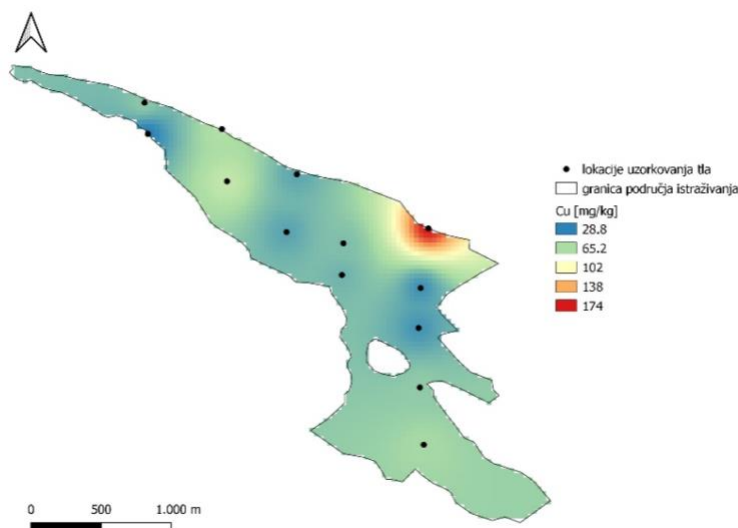 lokacije uzorkovanja tla
granica područja istraživanja
Cu [mg/kg]
28.8
65.2
102
138
174
0 500 1.000 m